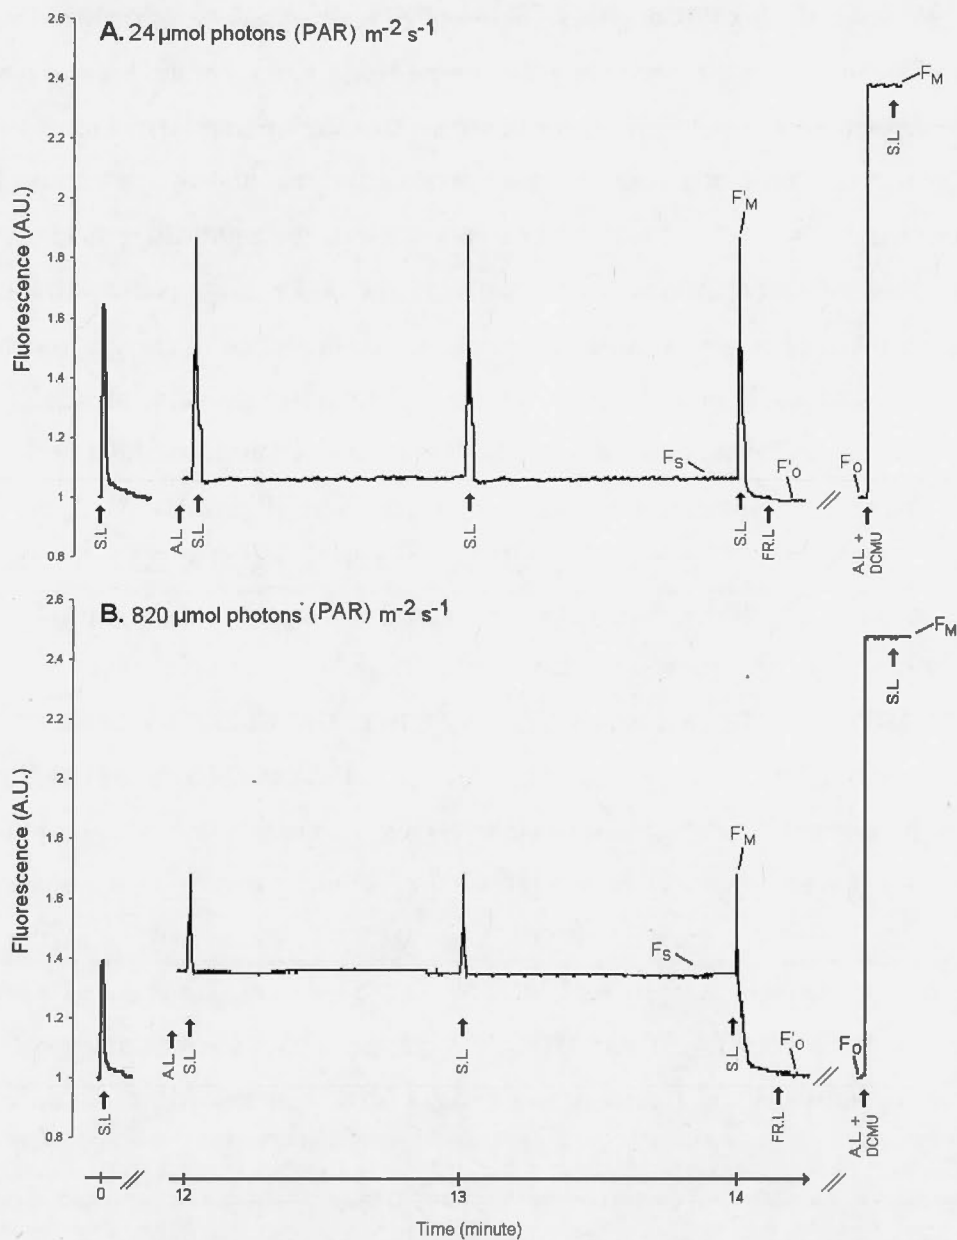 A. 24 µmol photons (PAR) m⁻² s⁻¹
Fluorescence (A.U.)
2.6
2.4
2.2
2
1.8
1.6
1.4
1.2
1
0.8
S.L
A.L
S.L
S.L
F'M
FS
S.L
FR.L
F'O
FO
A.L + DCMU
FM
S.L
B. 820 µmol photons (PAR) m⁻² s⁻¹
Fluorescence (A.U.)
2.6
2.4
2.2
2
1.8
1.6
1.4
1.2
1
0.8
S.L
A.L
S.L
S.L
F'M
FS
S.L
FR.L
F'O
FO
A.L + DCMU
FM
S.L
0 12 13 14
Time (minute)